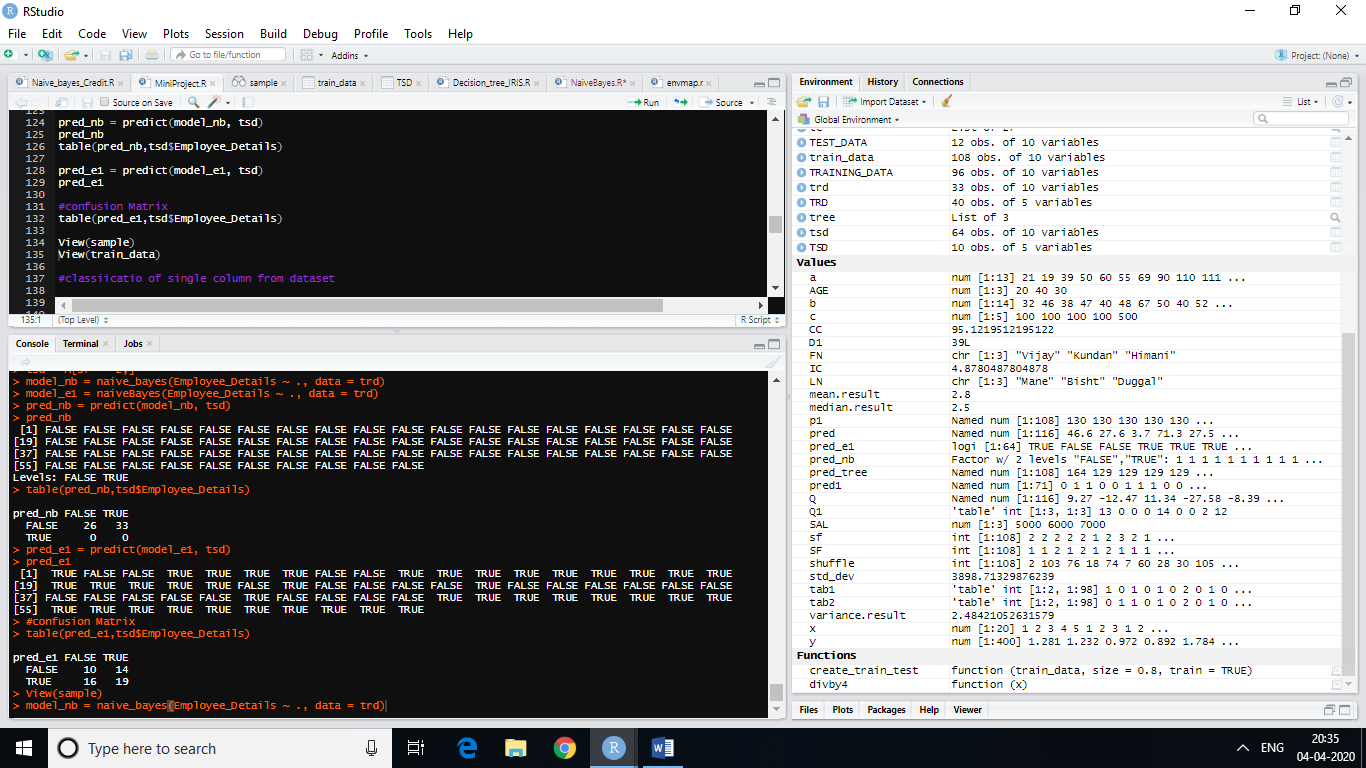 RStudio
File Edit Code View Plots Session Build Debug Profile Tools Help
Go to file/function Addins Project: (None)
Naive_bayes_Credit.R MiniProject.R sample train_data TSD Decision_tree_IRIS.R NaiveBayes.R* envmap.r
Source on Save Run Source
123
124 pred_nb = predict(model_nb, tsd)
125 pred_nb
126 table(pred_nb,tsd$Employee_Details)
127
128 pred_e1 = predict(model_e1, tsd)
129 pred_e1
130
131 #confusion Matrix
132 table(pred_e1,tsd$Employee_Details)
133
134 View(sample)
135 View(train_data)
136
137 #classiicatio of single column from dataset
138
139
135:1 (Top Level) R Script
Console Terminal Jobs
> model_nb = naive_bayes(Employee_Details ~ ., data = trd)
> model_e1 = naiveBayes(Employee_Details ~ ., data = trd)
> pred_nb = predict(model_nb, tsd)
> pred_nb
[1] FALSE FALSE FALSE FALSE FALSE FALSE FALSE FALSE FALSE FALSE FALSE FALSE FALSE FALSE FALSE FALSE FALSE FALSE
[19] FALSE FALSE FALSE FALSE FALSE FALSE FALSE FALSE FALSE FALSE FALSE FALSE FALSE FALSE FALSE FALSE FALSE FALSE
[37] FALSE FALSE FALSE FALSE FALSE FALSE FALSE FALSE FALSE FALSE FALSE FALSE FALSE FALSE FALSE FALSE FALSE FALSE
[55] FALSE FALSE FALSE FALSE FALSE FALSE FALSE FALSE FALSE FALSE
Levels: FALSE TRUE
> table(pred_nb,tsd$Employee_Details)
pred_nb FALSE TRUE
FALSE 26 33
TRUE 0 0
> pred_e1 = predict(model_e1, tsd)
> pred_e1
[1] TRUE FALSE FALSE TRUE TRUE TRUE TRUE FALSE FALSE TRUE TRUE TRUE TRUE TRUE TRUE TRUE TRUE TRUE
[19] TRUE TRUE TRUE TRUE TRUE FALSE TRUE FALSE FALSE FALSE FALSE TRUE TRUE FALSE FALSE FALSE FALSE FALSE
[37] FALSE FALSE FALSE FALSE FALSE FALSE FALSE FALSE FALSE FALSE TRUE TRUE TRUE TRUE TRUE TRUE TRUE TRUE
[55] TRUE TRUE TRUE TRUE TRUE TRUE TRUE TRUE TRUE TRUE
> #confusion Matrix
> table(pred_e1,tsd$Employee_Details)
pred_e1 FALSE TRUE
FALSE 10 14
TRUE 16 19
> View(sample)
> model_nb = naive_bayes(Employee_Details ~ ., data = trd)
Environment History Connections
Import Dataset List
Global Environment
TEST_DATA 12 obs. of 10 variables
train_data 108 obs. of 10 variables
TRAINING_DATA 96 obs. of 10 variables
trd 33 obs. of 10 variables
TRD 40 obs. of 5 variables
tree List of 3
tsd 64 obs. of 10 variables
TSD 10 obs. of 5 variables
Values
a num [1:13] 21 19 39 50 60 55 69 90 110 111 ...
AGE num [1:3] 20 40 30
b num [1:14] 32 46 38 47 40 48 67 50 40 52 ...
c num [1:5] 100 100 100 100 500
CC 95.1219512195122
D1 39L
FN chr [1:3] "Vijay" "Kundan" "Himani"
IC 4.8780487804878
LN chr [1:3] "Mane" "Bisht" "Duggal"
mean.result 2.8
median.result 2.5
p1 Named num [1:108] 130 130 130 130 130 ...
pred Named num [1:116] 46.6 27.6 3.7 71.3 27.5 ...
pred_e1 logi [1:64] TRUE FALSE FALSE TRUE TRUE TRUE ...
pred_nb Factor w/ 2 levels "FALSE","TRUE": 1 1 1 1 1 1 1 1 1 1 ...
pred_tree Named num [1:108] 164 129 129 129 129 ...
pred1 Named num [1:71] 0 1 1 0 0 1 1 1 0 0 ...
Q Named num [1:116] 9.27 -12.47 11.34 -27.58 -8.39 ...
Q1 'table' int [1:3, 1:3] 13 0 0 0 14 0 0 2 12
SAL num [1:3] 5000 6000 7000
sf int [1:108] 2 2 2 2 2 1 2 3 2 1 ...
SF int [1:108] 1 1 2 1 2 1 2 1 1 1 ...
shuffle int [1:108] 2 103 76 18 74 7 60 28 30 105 ...
std_dev 3898.71329876239
tab1 'table' int [1:2, 1:98] 1 0 1 0 1 0 2 0 1 0 ...
tab2 'table' int [1:2, 1:98] 0 1 1 0 1 0 2 0 1 0 ...
variance.result 2.48421052631579
x num [1:20] 1 2 3 4 5 1 2 3 1 2 ...
y num [1:400] 1.281 1.232 0.972 0.892 1.784 ...
Functions
create_train_test function (train_data, size = 0.8, train = TRUE)
divby4 function (x)
Files Plots Packages Help Viewer
Type here to search
ENG
20:35
04-04-2020